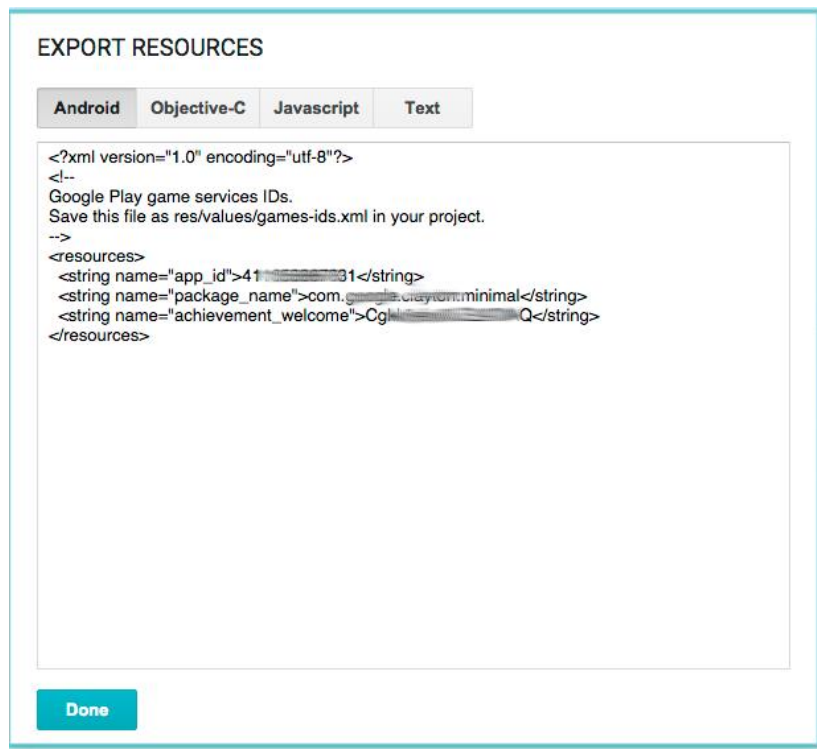 EXPORT RESOURCES
Android Objective-C Javascript Text
<?xml version="1.0" encoding="utf-8"?>
<!--
Google Play game services IDs.
Save this file as res/values/games-ids.xml in your project.
-->
<resources>
<string name="app_id">41 31</string>
<string name="package_name">com. minimal</string>
<string name="achievement_welcome">Cg Q</string>
</resources>
Done